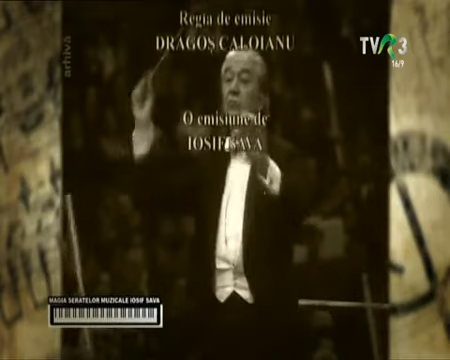 Regia de emisie
DRAGOȘ CALOIANU
arhiva
TVR3
16/9
O emisiune de
IOSIF SAVA
MAGIA SERATELOR MUZICALE IOSIF SAVA